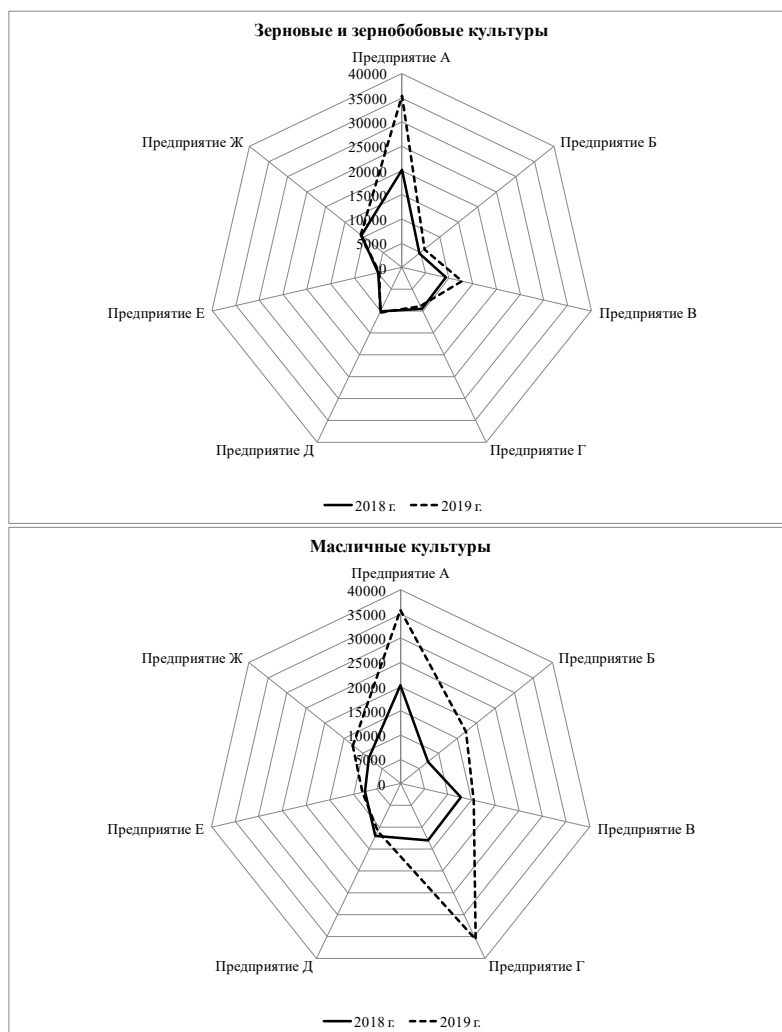 Зерновые и зернобобовые культуры
Предприятие А
40000
35000
30000
25000
20000
15000
10000
5000
0
Предприятие Б
Предприятие В
Предприятие Г
Предприятие Д
Предприятие Е
Предприятие Ж
2018 г. 2019 г.
Масличные культуры
Предприятие А
40000
35000
30000
25000
20000
15000
10000
5000
0
Предприятие Б
Предприятие В
Предприятие Г
Предприятие Д
Предприятие Е
Предприятие Ж
2018 г. 2019 г.